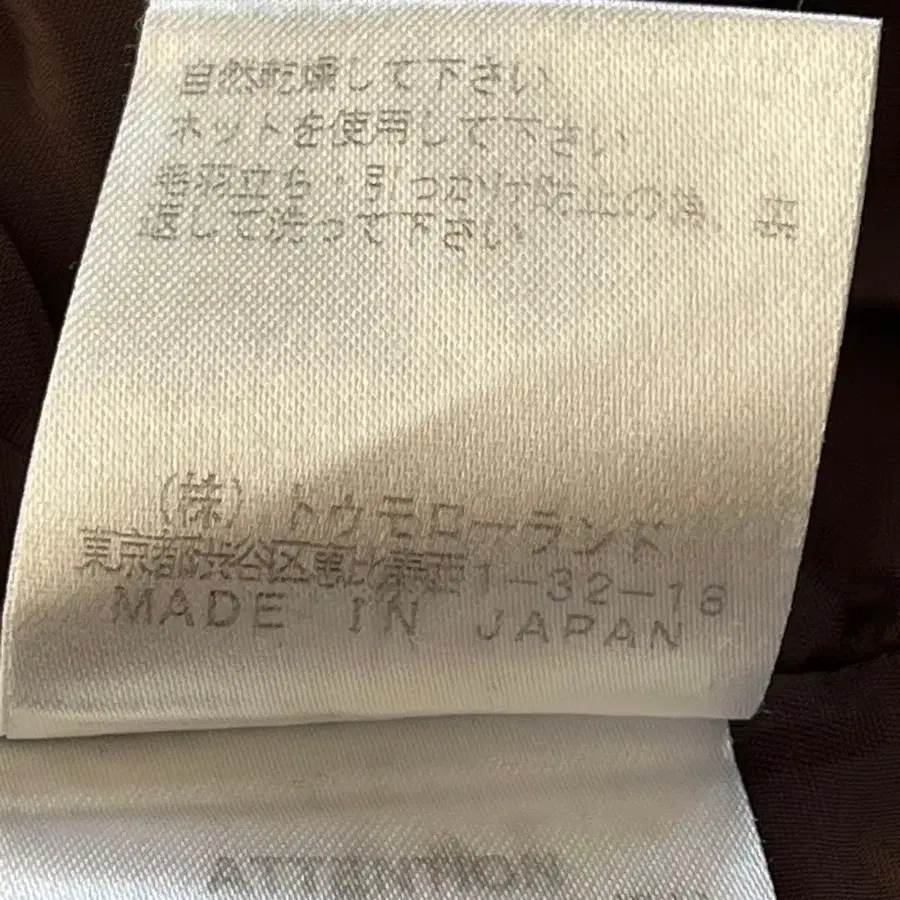 自然乾燥して下さい
ネットを使用して下さい
毛羽立ち・引っかけ防止の為、裏
返して洗って下さい
(株)トゥモローランド
東京都渋谷区恵比寿西1-32-18
MADE IN JAPAN
ATTENTION